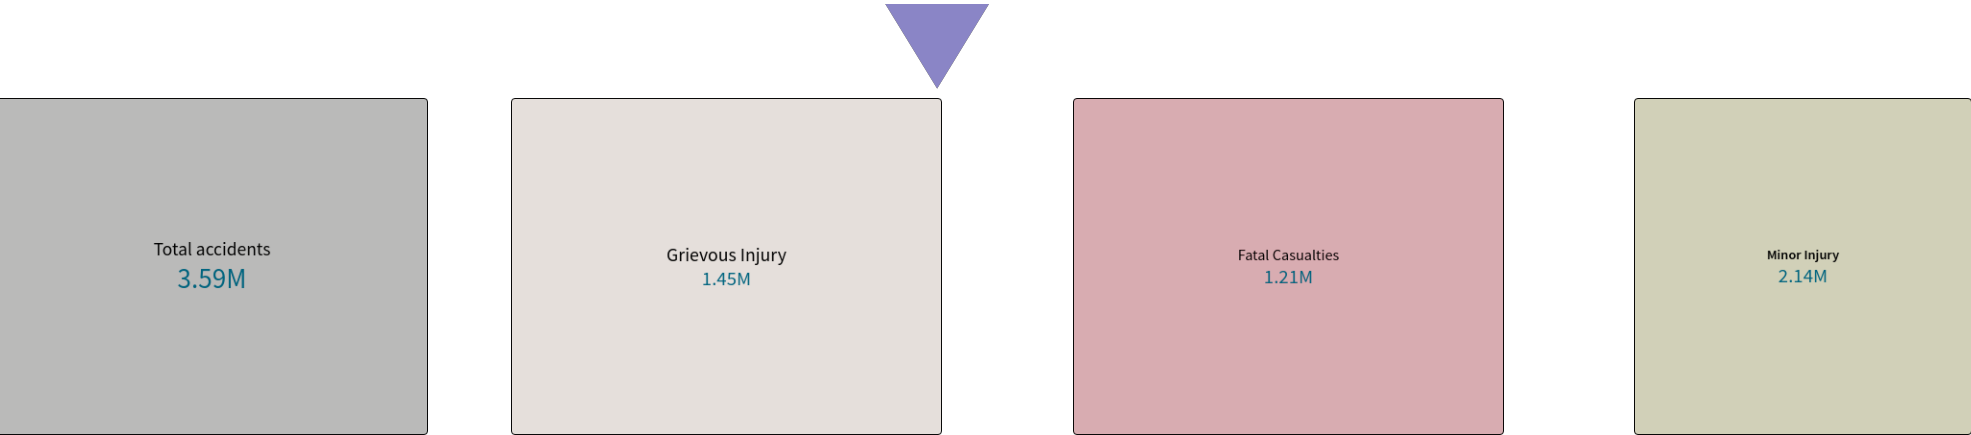 Total accidents
3.59M
Grievous Injury
1.45M
Fatal Casualties
1.21M
Minor Injury
2.14M